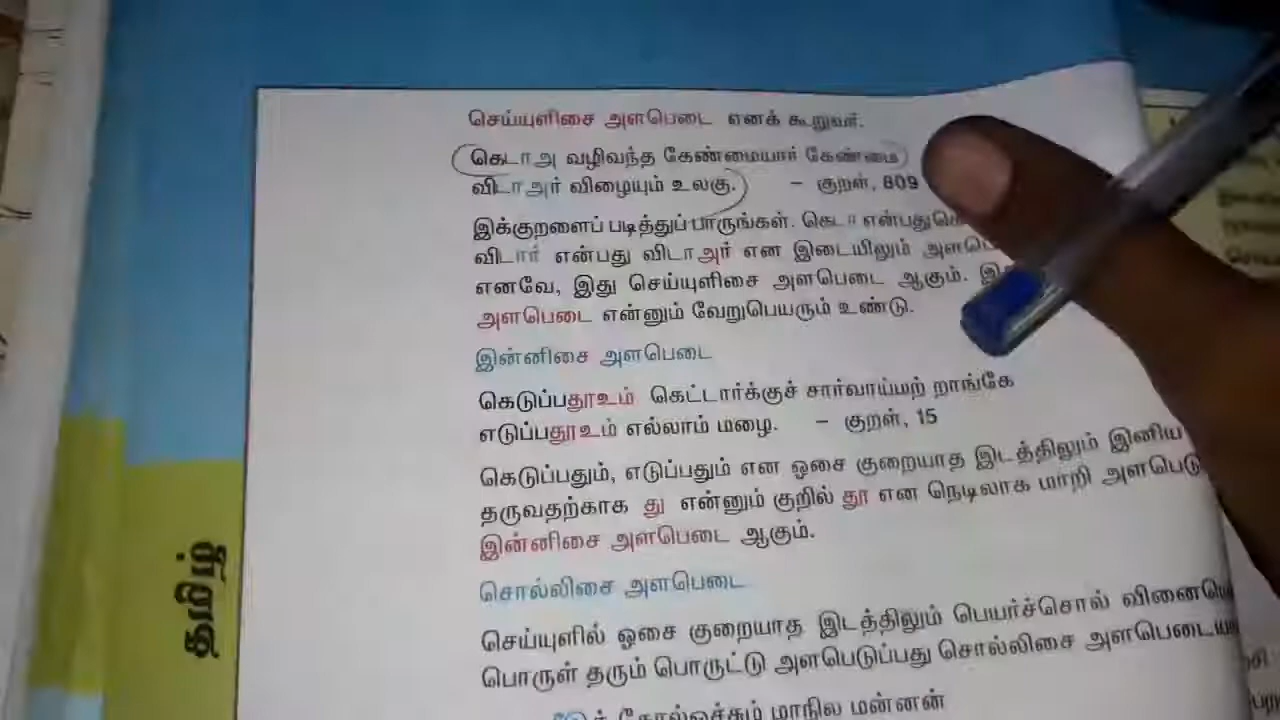 செய்யுளிசை அளபெடை எனக் கூறுவர்.
கெடாஅ வழிவந்த கேண்மையார் கேண்மை
விடாஅர் விழையும் உலகு. – குறள், 809
இக்குறளைப் படித்துப் பாருங்கள். கெடா என்பது
விடார் என்பது விடாஅர் என இடையிலும்
எனவே, இது செய்யுளிசை அளபெடை ஆகும்.
அளபெடை என்னும் வேறுபெயரும் உண்டு.
இன்னிசை அளபெடை
கெடுப்பதூஉம் கெட்டார்க்குச் சார்வாய்மற் றாங்கே
எடுப்பதூஉம் எல்லாம் மழை. – குறள், 15
கெடுப்பதும், எடுப்பதும் என ஓசை குறையாத இடத்திலும் இனிய
தருவதற்காக து என்னும் குறில் தூ என நெடிலாக மாறி அளபெடு
இன்னிசை அளபெடை ஆகும்.
சொல்லிசை அளபெடை
செய்யுளில் ஓசை குறையாத இடத்திலும் பெயர்ச்சொல்
பொருள் தரும் பொருட்டு அளபெடுப்பது சொல்லிசை
கோல்ஓச்சும் மாநில மன்னன்
தமிழ்